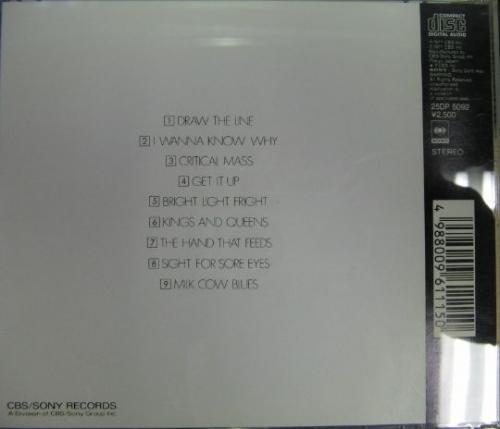 1 DRAW THE LINE
2 I WANNA KNOW WHY
3 CRITICAL MASS
4 GET IT UP
5 BRIGHT LIGHT FRIGHT
6 KINGS AND QUEENS
7 THE HAND THAT FEEDS
8 SIGHT FOR SORE EYES
9 MILK COW BLUES
CBS/SONY RECORDS
A Division of CBS/Sony Group Inc.
COMPACT
disc
DIGITAL AUDIO
25DP 5092
¥2,500
STEREO
4 988009 611150